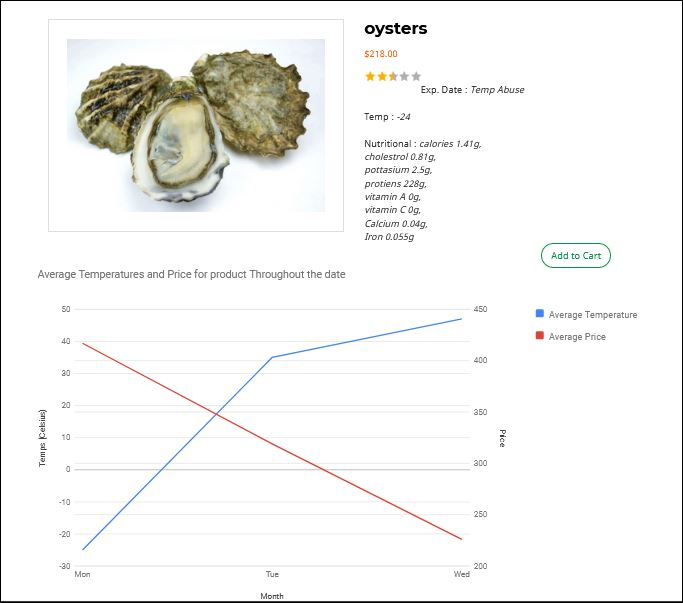 oysters
$218.00
Exp. Date : Temp Abuse
Temp : -24
Nutritional : calories 1.41g,
cholestrol 0.81g,
pottasium 2.5g,
protiens 228g,
vitamin A 0g,
vitamin C 0g,
Calcium 0.04g,
Iron 0.055g
Add to Cart
Average Temperatures and Price for product Throughout the date
50
40
30
20
10
0
-10
-20
-30
Temps (Celsius)
450
400
350
300
250
200
Price
Average Temperature
Average Price
Mon Tue Wed
Month